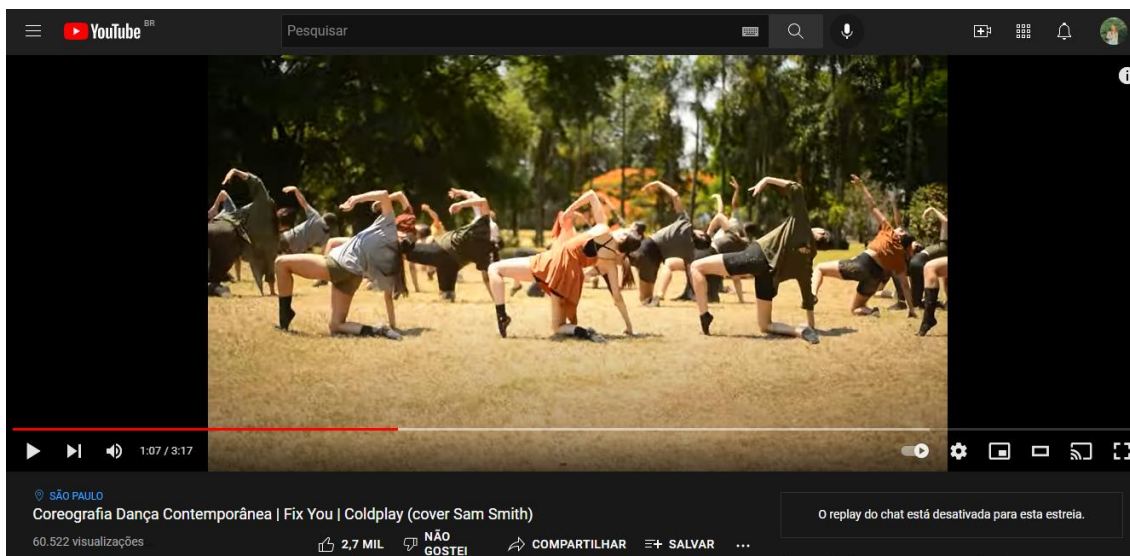 YouTube BR
Pesquisar
1:07 / 3:17
SÃO PAULO
Coreografia Dança Contemporânea | Fix You | Coldplay (cover Sam Smith)
O replay do chat está desativada para esta estreia.
60.522 visualizações
2,7 MIL
NÃO
GOSTEI
COMPARTILHAR
SALVAR
...